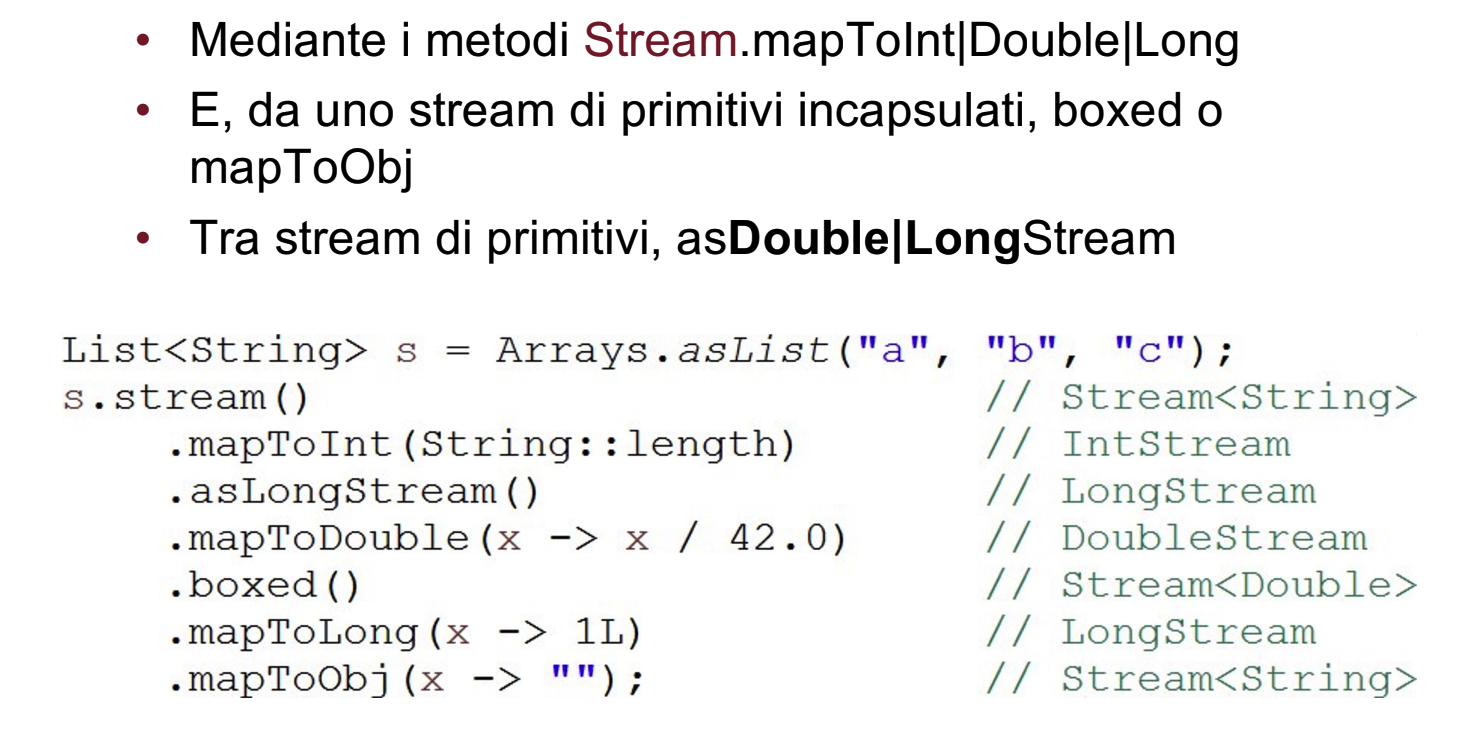 • Mediante i metodi Stream.mapToInt|Double|Long
• E, da uno stream di primitivi incapsulati, boxed o
mapToObj
• Tra stream di primitivi, asDouble|LongStream
List<String> s = Arrays.asList("a", "b", "c");
s.stream() // Stream<String>
.mapToInt(String::length) // IntStream
.asLongStream() // LongStream
.mapToDouble(x -> x / 42.0) // DoubleStream
.boxed() // Stream<Double>
.mapToLong(x -> 1L) // LongStream
.mapToObj(x -> ""); // Stream<String>